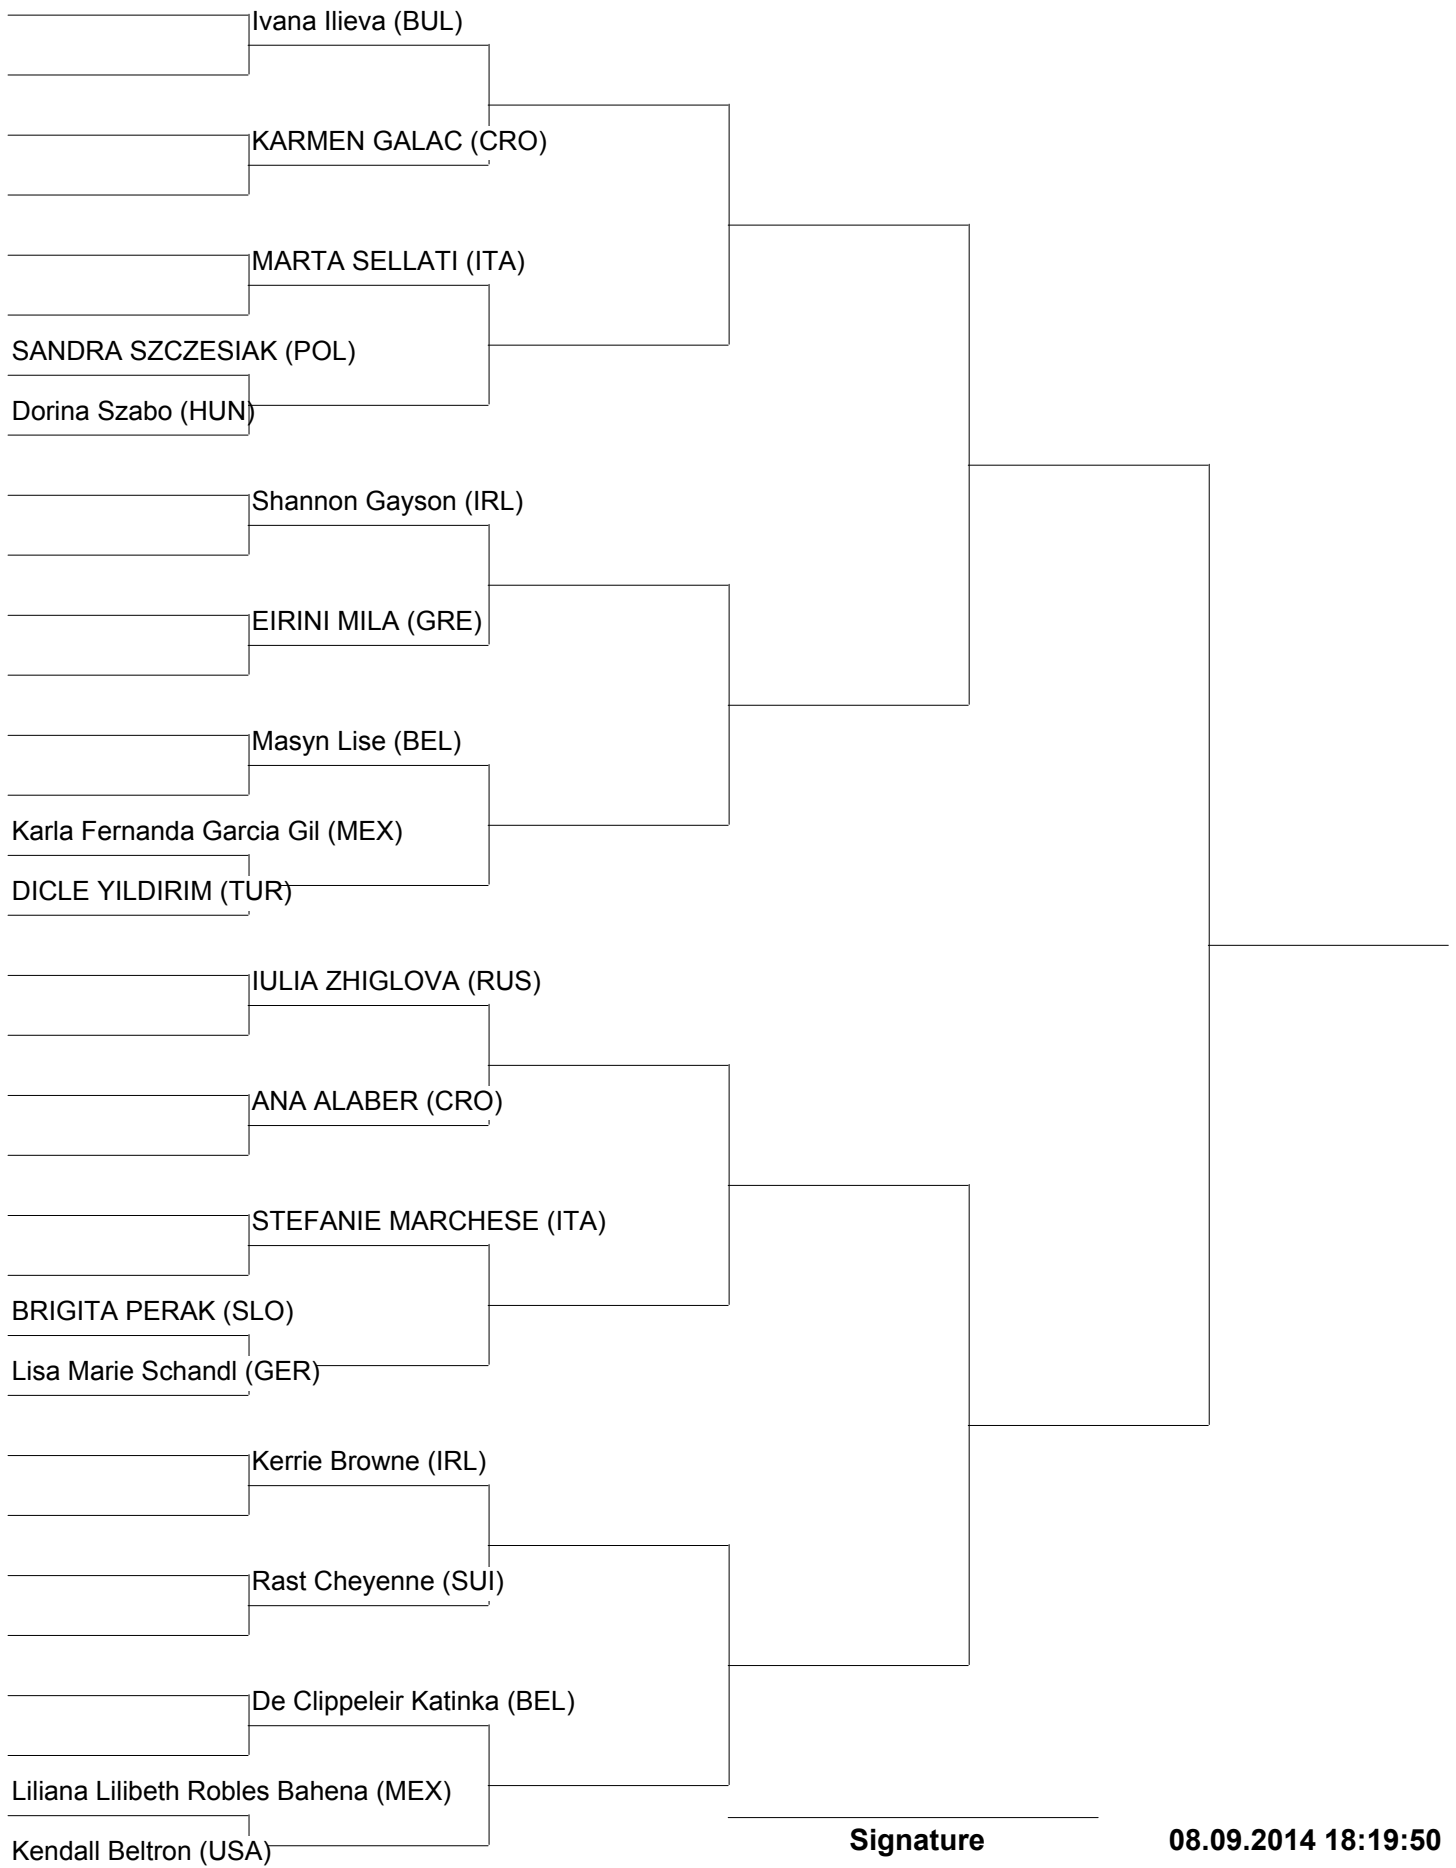 Ivana Ilieva (BUL)
KARMEN GALAC (CRO)
MARTA SELLATI (ITA)
SANDRA SZCZESIAK (POL)
Dorina Szabo (HUN)
Shannon Gayson (IRL)
EIRINI MILA (GRE)
Masyn Lise (BEL)
Karla Fernanda Garcia Gil (MEX)
DICLE YILDIRIM (TUR)
IULIA ZHIGLOVA (RUS)
ANA ALABER (CRO)
STEFANIE MARCHESE (ITA)
BRIGITA PERAK (SLO)
Lisa Marie Schandl (GER)
Kerrie Browne (IRL)
Rast Cheyenne (SUI)
De Clippeleir Katinka (BEL)
Liliana Lilibeth Robles Bahena (MEX)
Kendall Beltron (USA)
Signature 08.09.2014 18:19:50